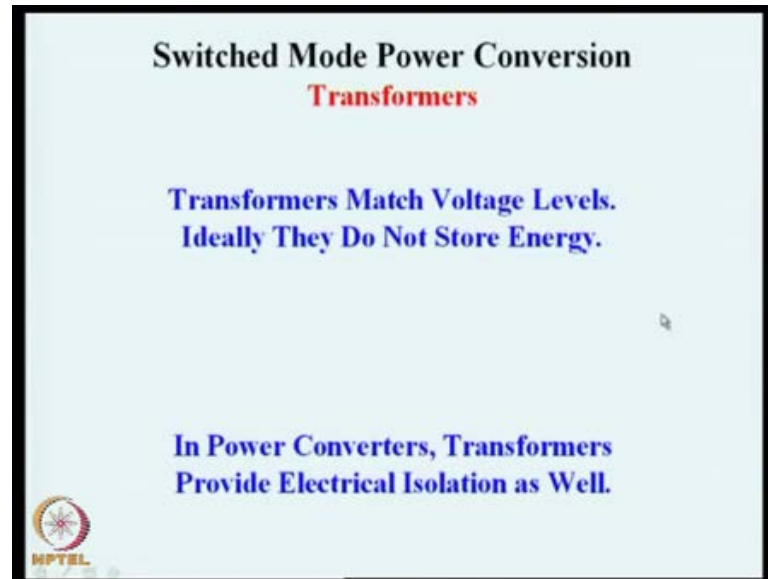 Switched Mode Power Conversion
Transformers
Transformers Match Voltage Levels.
Ideally They Do Not Store Energy.
In Power Converters, Transformers
Provide Electrical Isolation as Well.
NPTEL